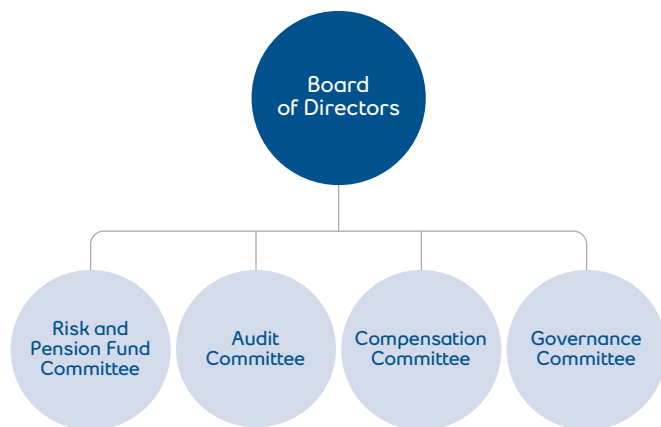 Board
of Directors
Risk and
Pension Fund
Committee
Audit
Committee
Compensation
Committee
Governance
Committee